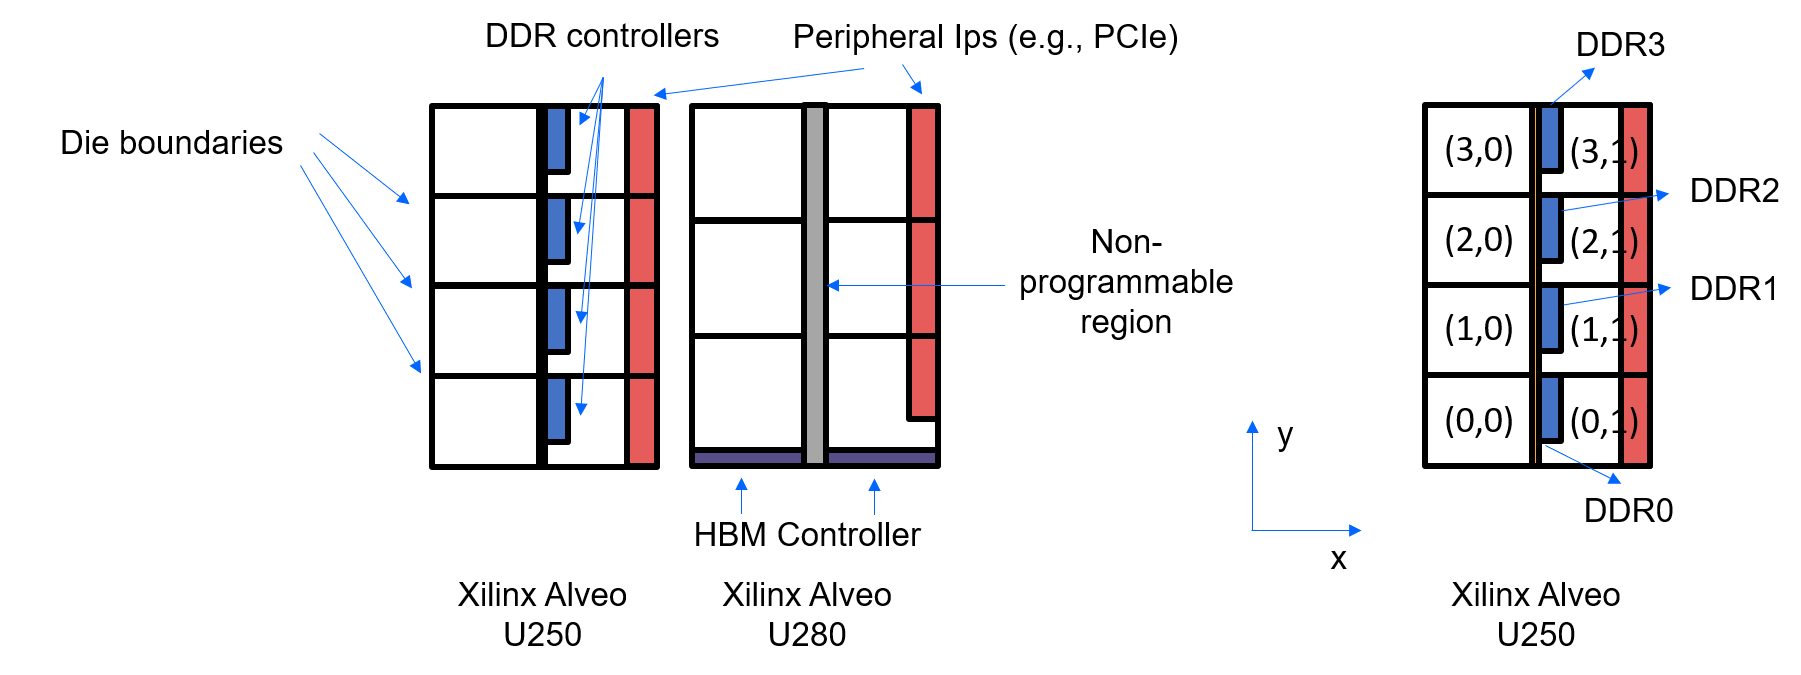 DDR controllers
Peripheral Ips (e.g., PCIe)
DDR3
Die boundaries
(3,0)
(3,1)
DDR2
(2,0)
(2,1)
Non-
programmable
region
DDR1
(1,0)
(1,1)
(0,0)
(0,1)
y
x
DDR0
HBM Controller
Xilinx Alveo
U250
Xilinx Alveo
U280
Xilinx Alveo
U250